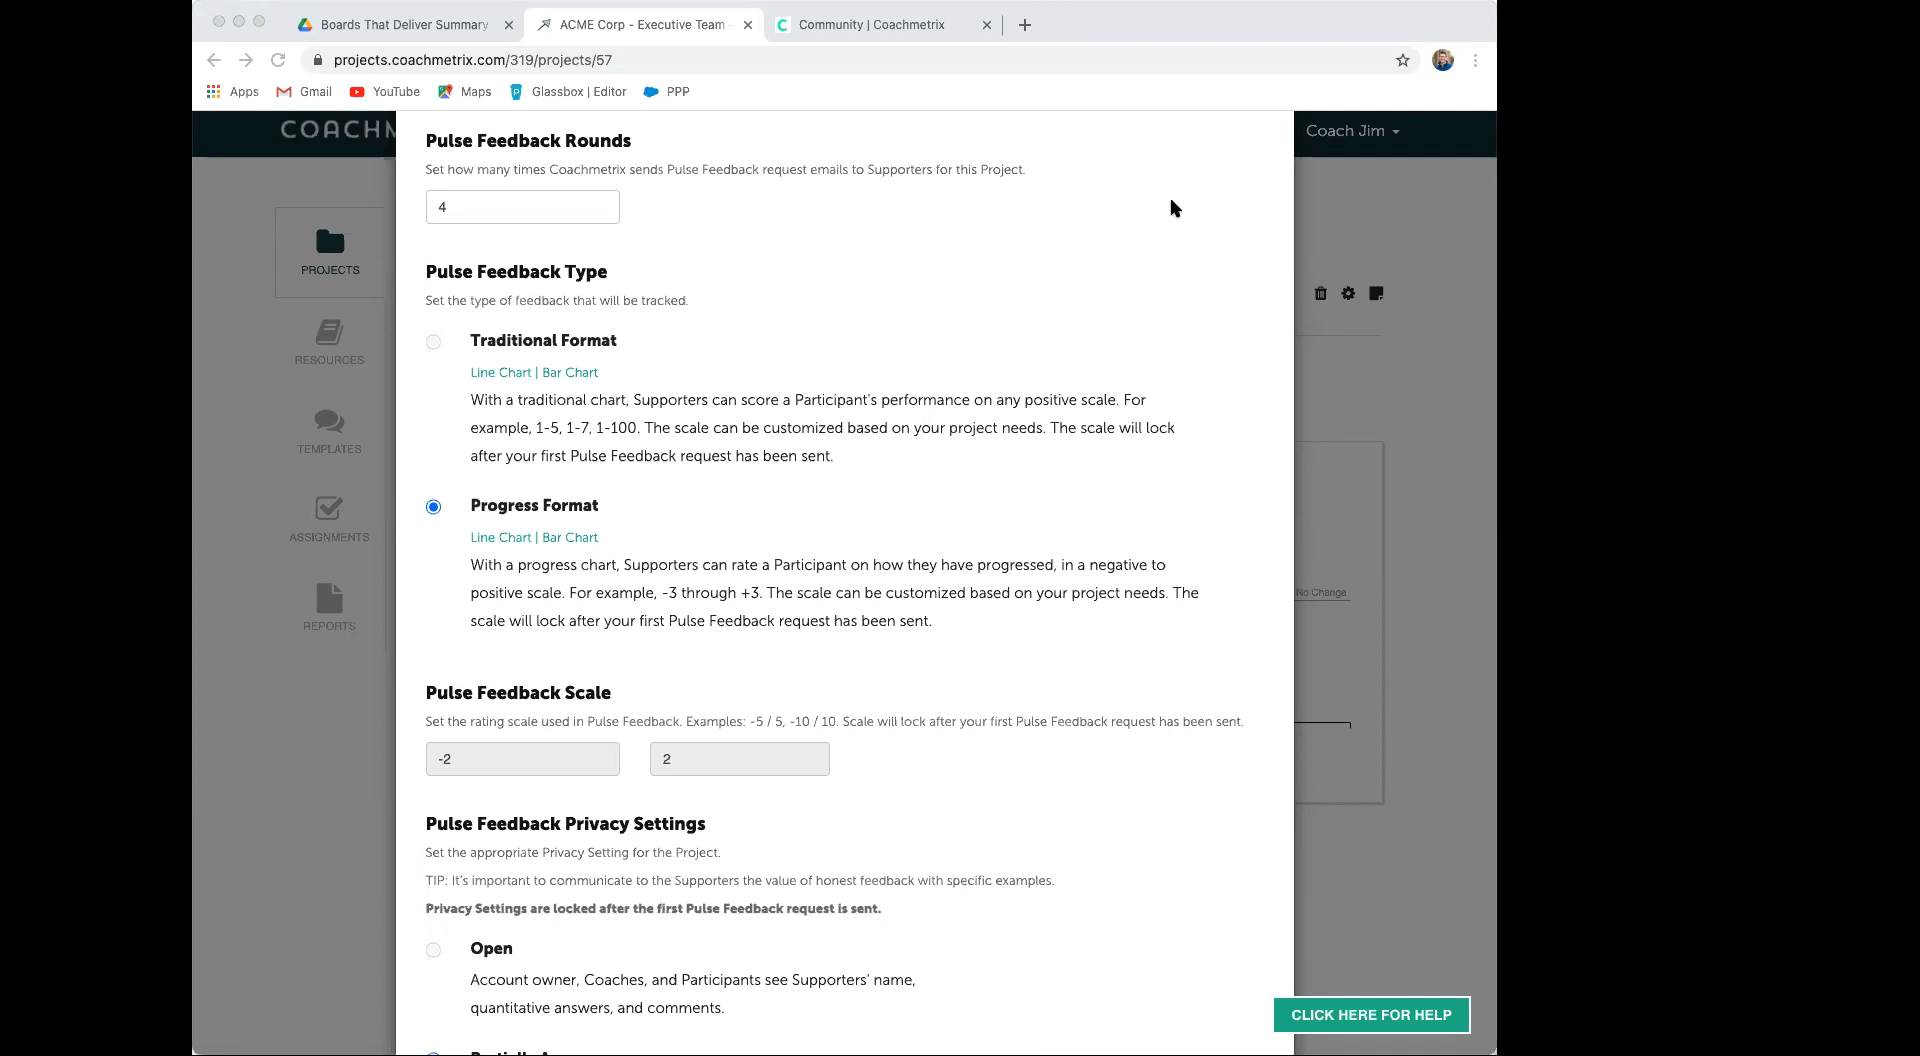 Boards That Deliver Summary
ACME Corp - Executive Team -
Community | Coachmetrix
projects.coachmetrix.com/319/projects/57
Apps
Gmail
YouTube
Maps
Glassbox | Editor
PPP
COACHM
Coach Jim
PROJECTS
RESOURCES
TEMPLATES
ASSIGNMENTS
REPORTS
Pulse Feedback Rounds
Set how many times Coachmetrix sends Pulse Feedback request emails to Supporters for this Project.
4
Pulse Feedback Type
Set the type of feedback that will be tracked.
Traditional Format
Line Chart | Bar Chart
With a traditional chart, Supporters can score a Participant's performance on any positive scale. For
example, 1-5, 1-7, 1-100. The scale can be customized based on your project needs. The scale will lock
after your first Pulse Feedback request has been sent.
Progress Format
Line Chart | Bar Chart
With a progress chart, Supporters can rate a Participant on how they have progressed, in a negative to
positive scale. For example, -3 through +3. The scale can be customized based on your project needs. The
scale will lock after your first Pulse Feedback request has been sent.
No Change
Pulse Feedback Scale
Set the rating scale used in Pulse Feedback. Examples: -5 / 5, -10 / 10. Scale will lock after your first Pulse Feedback request has been sent.
-2
2
Pulse Feedback Privacy Settings
Set the appropriate Privacy Setting for the Project.
TIP: It's important to communicate to the Supporters the value of honest feedback with specific examples.
Privacy Settings are locked after the first Pulse Feedback request is sent.
Open
Account owner, Coaches, and Participants see Supporters' name,
quantitative answers, and comments.
CLICK HERE FOR HELP